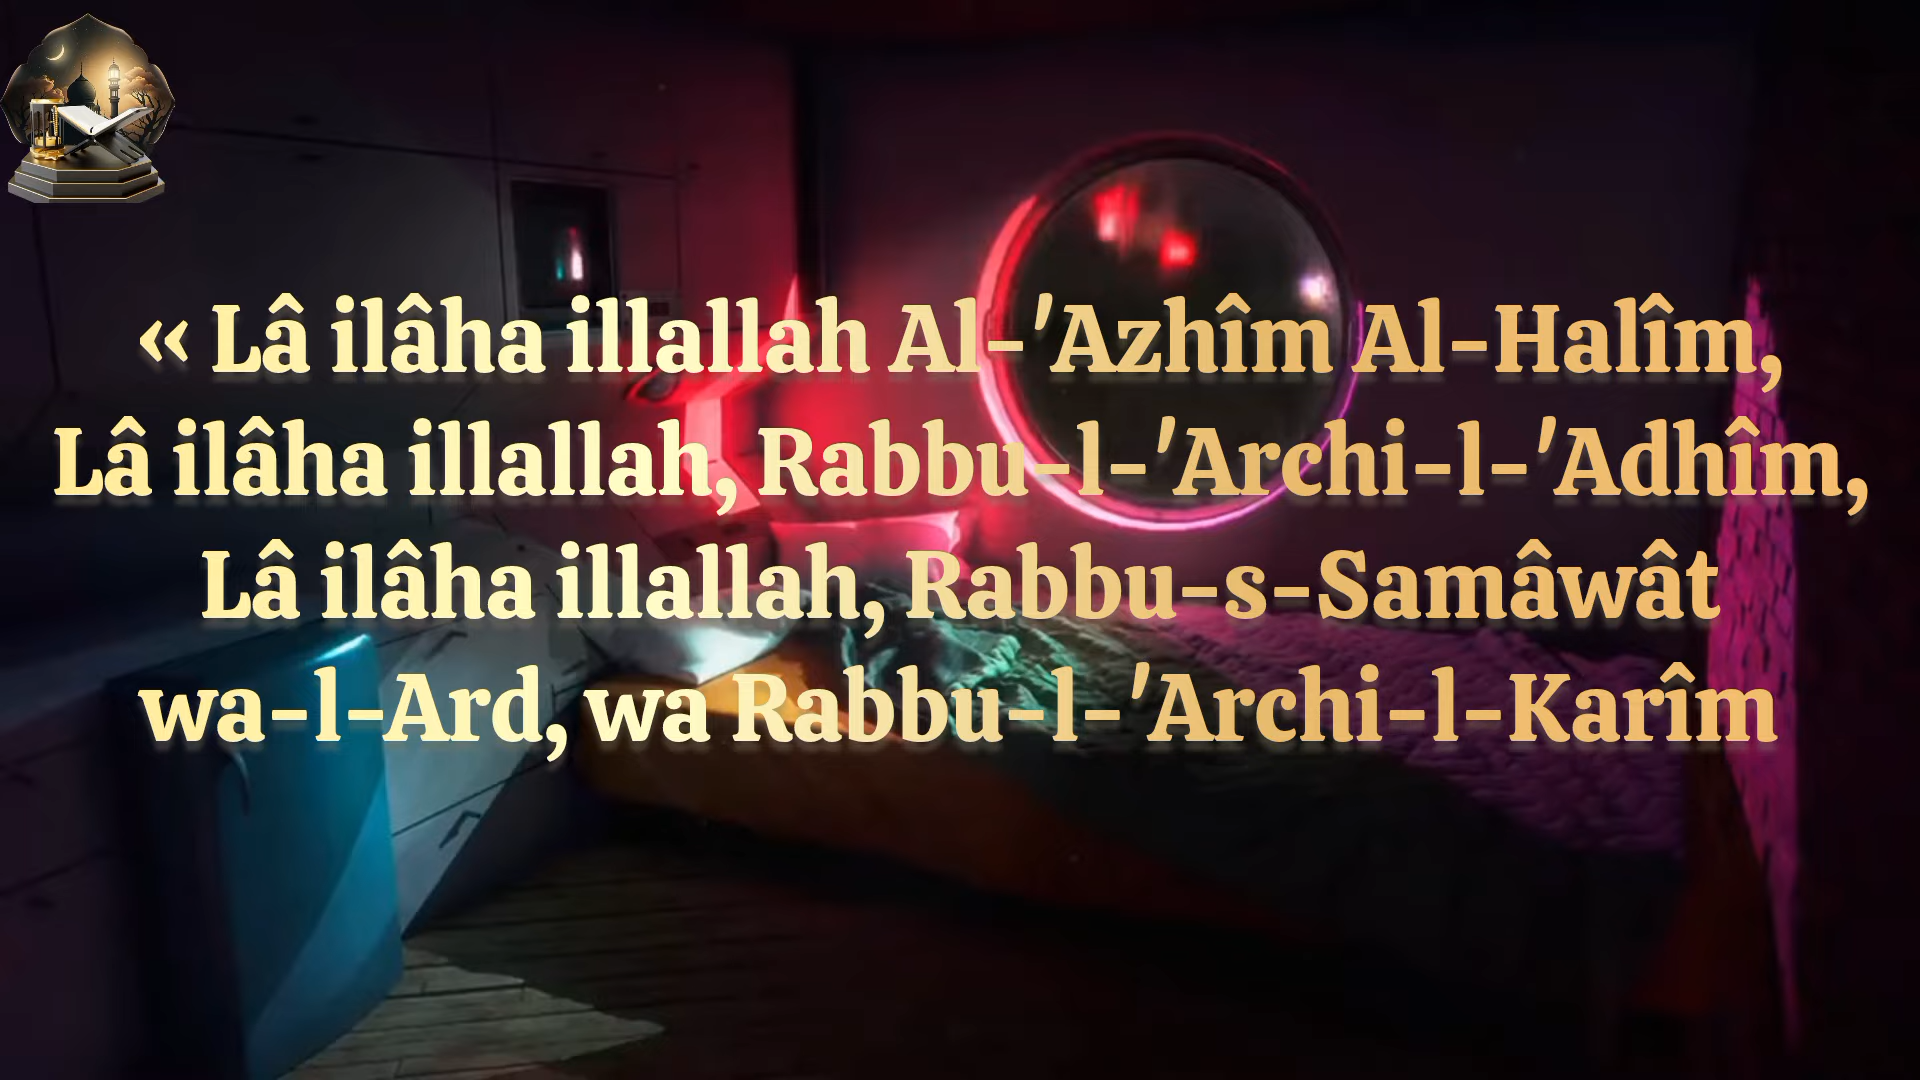 « Lâ ilâha illallah Al-'Azhîm Al-Halîm,
Lâ ilâha illallah, Rabbu-l-'Archi-l-'Adhîm,
Lâ ilâha illallah, Rabbu-s-Samâwât
wa-l-Ard, wa Rabbu-l-'Archi-l-Karîm